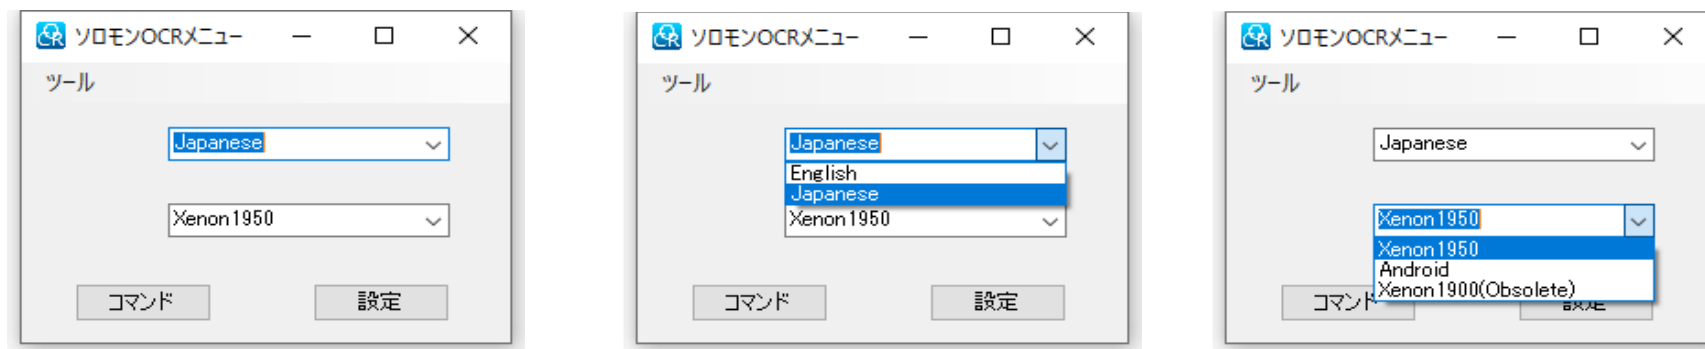 ソロモンOCRメニュー
ツール
Japanese
Xenon1950
コマンド 設定
ソロモンOCRメニュー
ツール
Japanese
English
Japanese
Xenon1950
コマンド 設定
ソロモンOCRメニュー
ツール
Japanese
Xenon1950
Xenon1950
Android
Xenon1900(Obsolete)
コマンド 設定